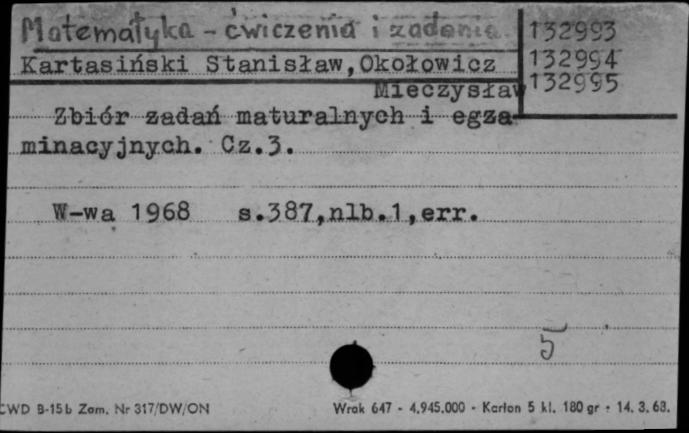 Matematyka - ćwiczenia i zadania
132993
Kartasiński Stanisław, Okołowicz
132994
Mieczysław
132995
Zbiór zadań maturalnych i egza-
minacyjnych. Cz.3.
W-wa 1968 s.387,nlb.1,err.
5
CWD B-15b Zam. Nr 317/DW/ON
Wrak 647 - 4.945.000 - Karton 5 kl. 180 gr - 14. 3. 63.